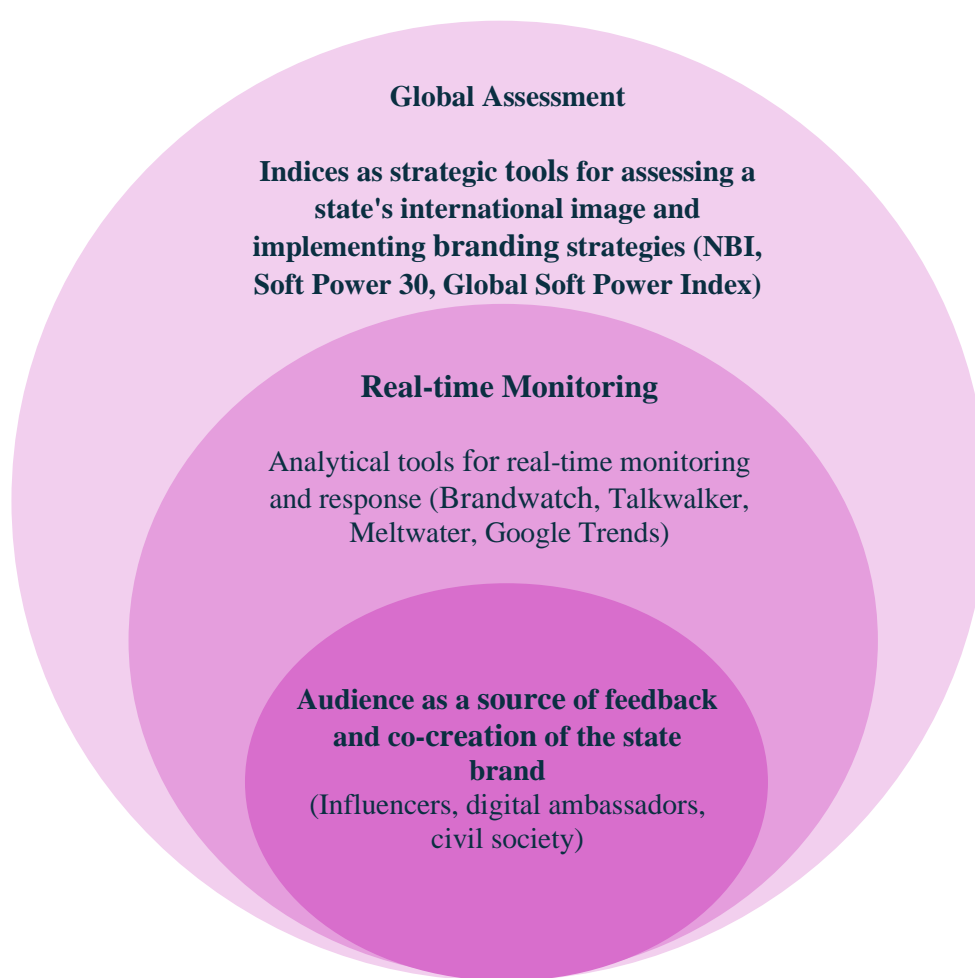 Global Assessment
Indices as strategic tools for assessing a
state's international image and
implementing branding strategies (NBI,
Soft Power 30, Global Soft Power Index)
Real-time Monitoring
Analytical tools for real-time monitoring
and response (Brandwatch, Talkwalker,
Meltwater, Google Trends)
Audience as a source of feedback
and co-creation of the state
brand
(Influencers, digital ambassadors,
civil society)